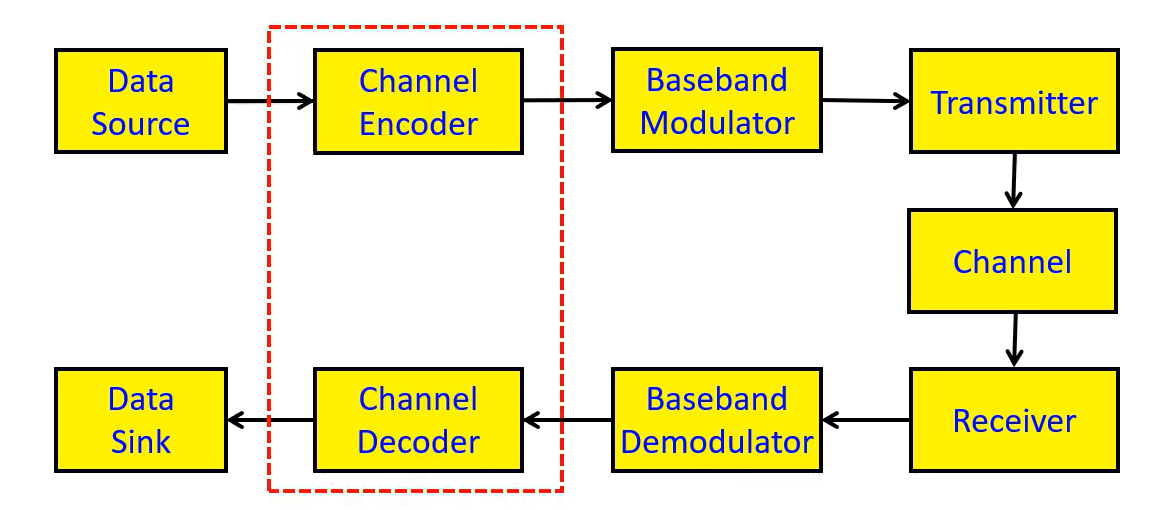 Data
Source
Channel
Encoder
Baseband
Modulator
Transmitter
Channel
Data
Sink
Channel
Decoder
Baseband
Demodulator
Receiver